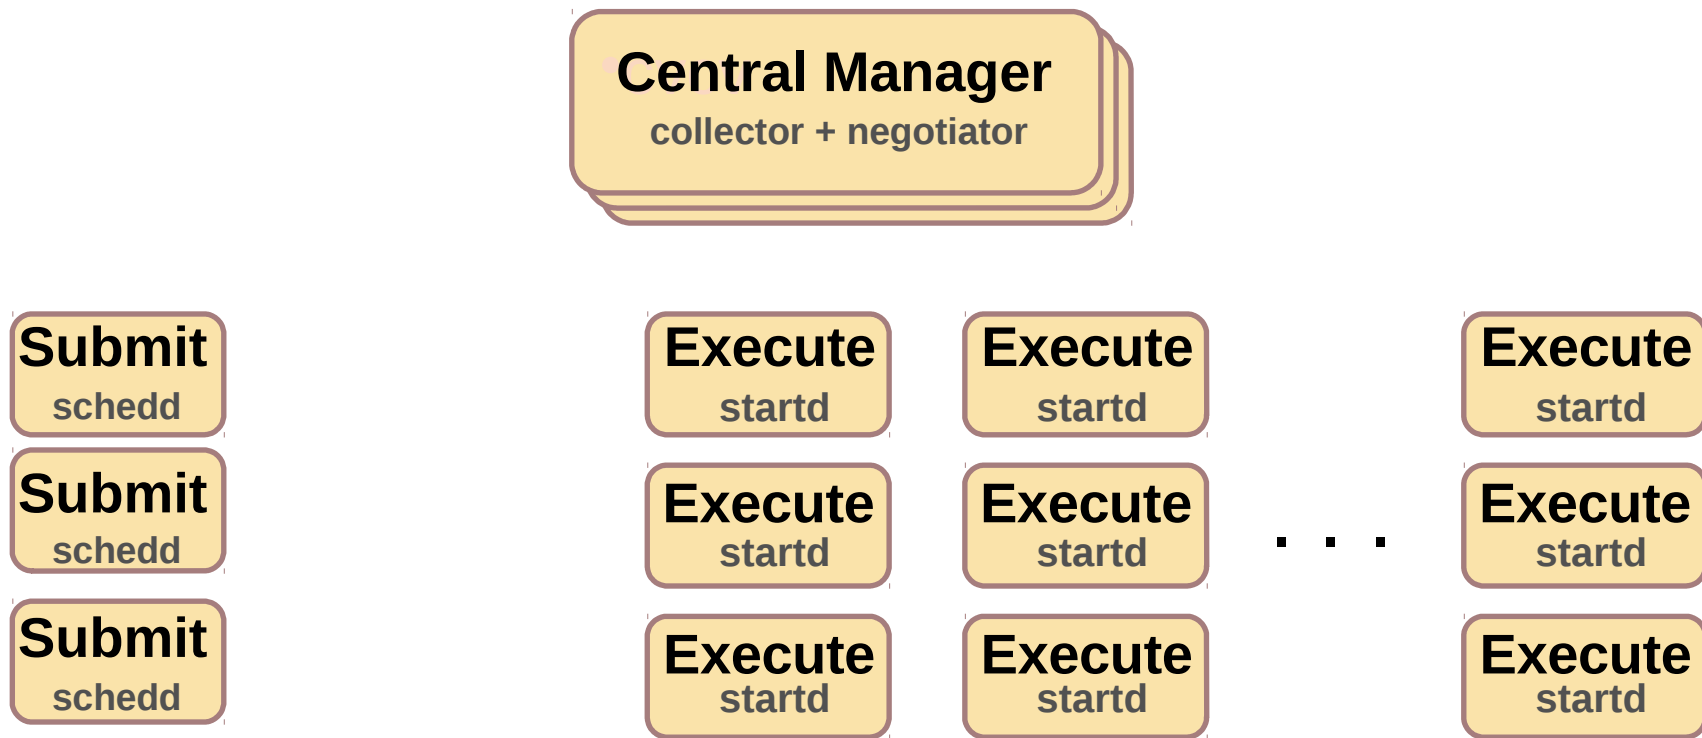 Central Manager
collector + negotiator
Submit
schedd
Execute
startd
Execute
startd
Execute
startd
Submit
schedd
Execute
startd
Execute
startd
. . .
Execute
startd
Submit
schedd
Execute
startd
Execute
startd
Execute
startd